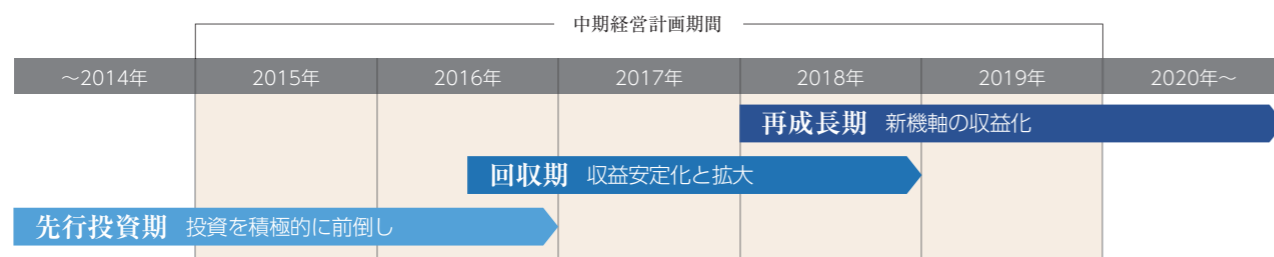 中期経営計画期間
～2014年 2015年 2016年 2017年 2018年 2019年 2020年～
再成長期 新機軸の収益化
回収期 収益安定化と拡大
先行投資期 投資を積極的に前倒し